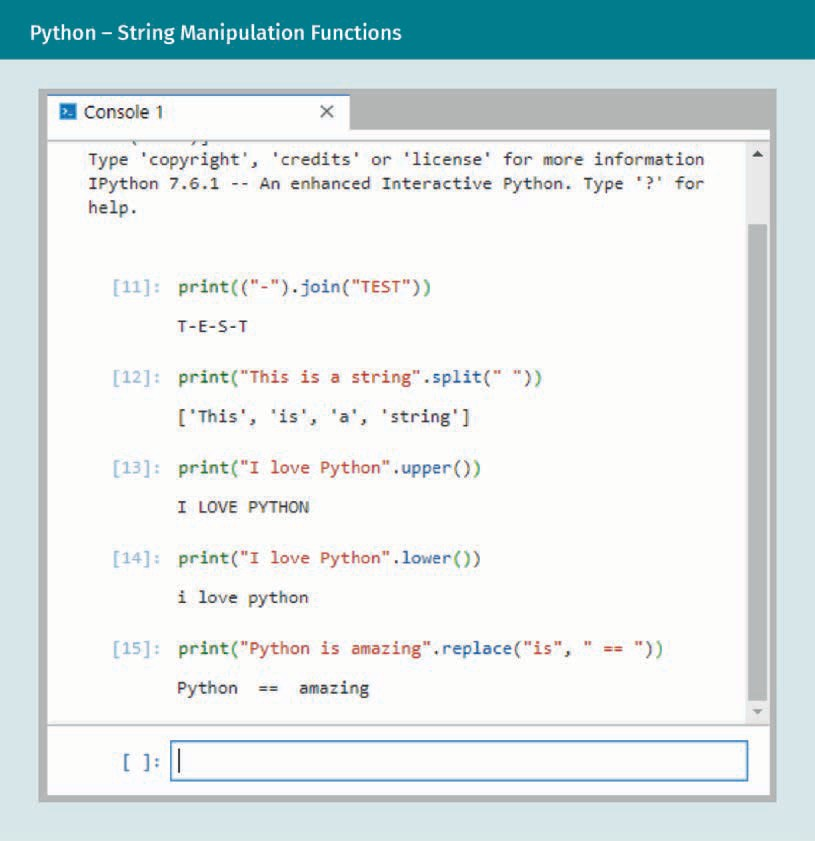 Python – String Manipulation Functions
Console 1
Type 'copyright', 'credits' or 'license' for more information
IPython 7.6.1 -- An enhanced Interactive Python. Type '?' for
help.
[11]: print(("-").join("TEST"))
T-E-S-T
[12]: print("This is a string".split(" "))
['This', 'is', 'a', 'string']
[13]: print("I love Python".upper())
I LOVE PYTHON
[14]: print("I love Python".lower())
i love python
[15]: print("Python is amazing".replace("is", " == "))
Python  ==  amazing
[ ]: